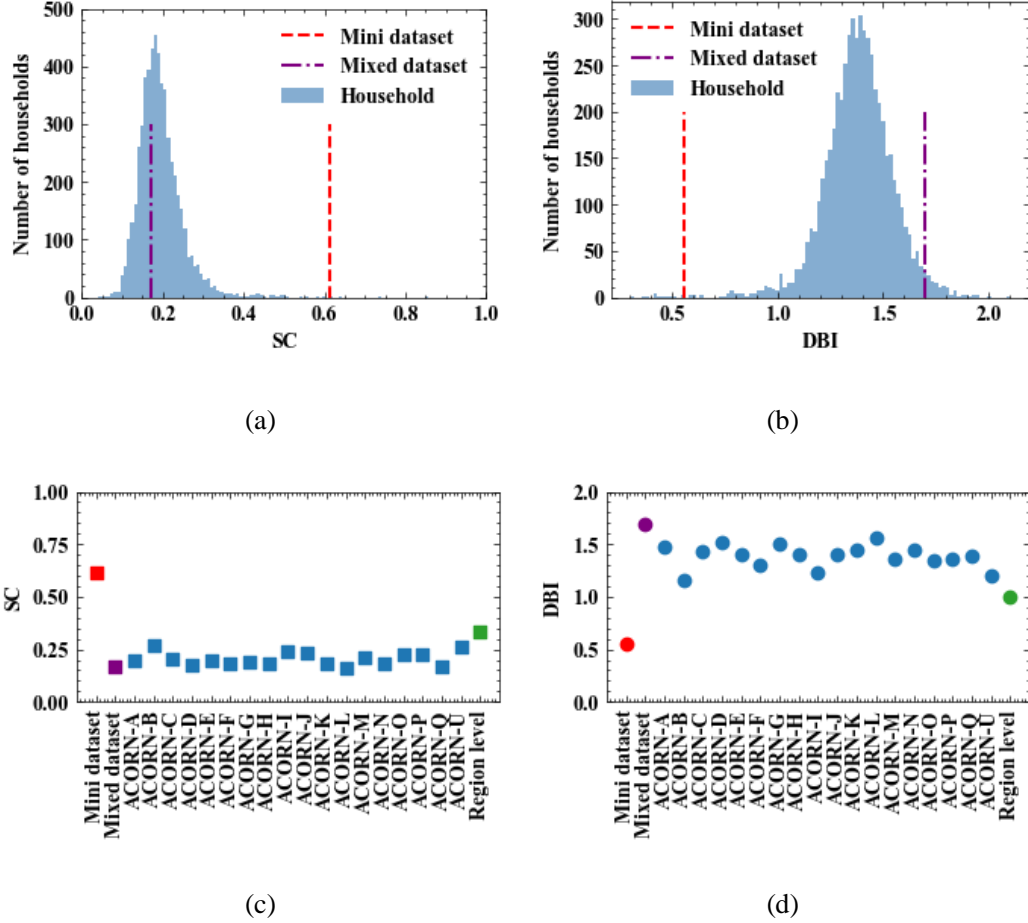 500
400
300
200
100
0
0.0 0.2 0.4 0.6 0.8 1.0
Number of households
SC
Mini dataset
Mixed dataset
Household
(a)
300
250
200
150
100
50
0
0.5 1.0 1.5 2.0
Number of households
DBI
Mini dataset
Mixed dataset
Household
(b)
1.00
0.75
0.50
0.25
0.00
SC
Mini dataset
Mixed dataset
ACORN-A
ACORN-B
ACORN-C
ACORN-D
ACORN-E
ACORN-F
ACORN-G
ACORN-H
ACORN-I
ACORN-J
ACORN-K
ACORN-L
ACORN-M
ACORN-N
ACORN-O
ACORN-P
ACORN-Q
ACORN-U
Region level
(c)
2.0
1.5
1.0
0.5
0.0
DBI
Mini dataset
Mixed dataset
ACORN-A
ACORN-B
ACORN-C
ACORN-D
ACORN-E
ACORN-F
ACORN-G
ACORN-H
ACORN-I
ACORN-J
ACORN-K
ACORN-L
ACORN-M
ACORN-N
ACORN-O
ACORN-P
ACORN-Q
ACORN-U
Region level
(d)